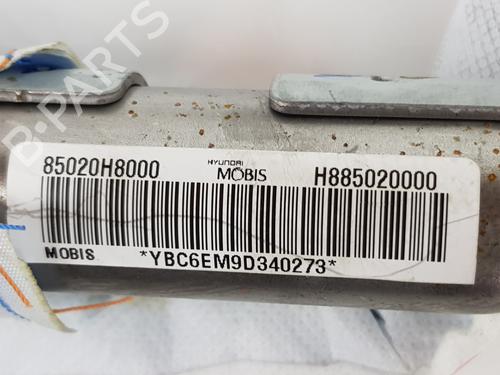 B-PARTS
85020H8000
HYUNDAI
MOBIS
H885020000
MOBIS
*YBC6EM9D340273*